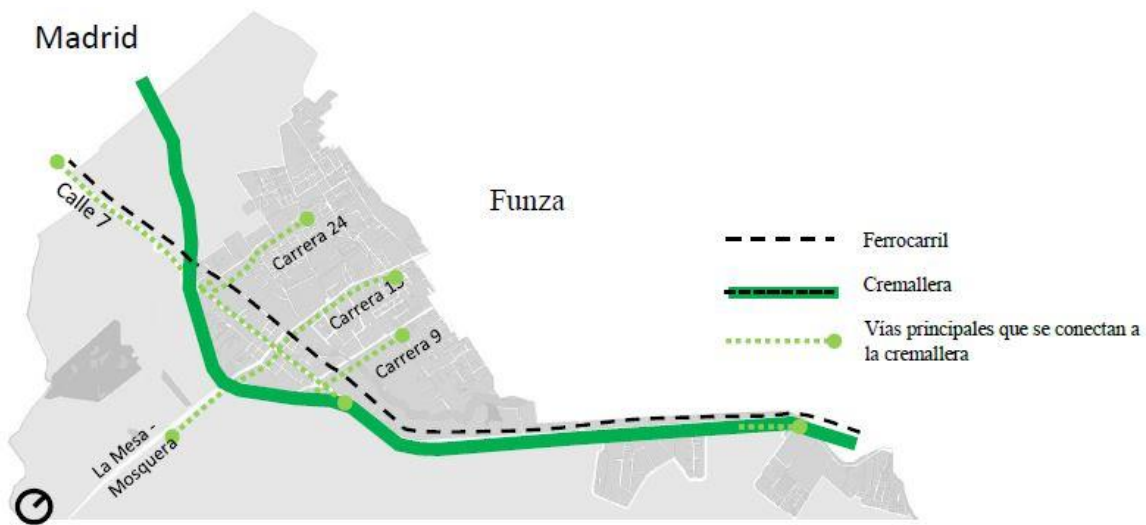 Madrid
Calle 7
Funza
Carrera 24
Carrera 13
Carrera 9
La Mesa -
Mosquera
Ferrocarril
Cremallera
Vías principales que se conectan a
la cremallera